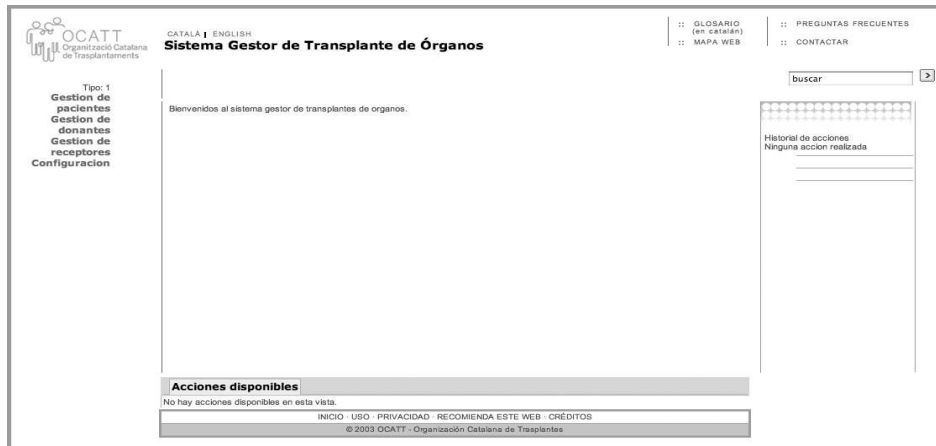 OCATT
Organització Catalana
de Trasplantaments
CATALÀ | ENGLISH
Sistema Gestor de Transplante de Órganos
:: GLOSARIO
(en catalán)
:: MAPA WEB
:: PREGUNTAS FRECUENTES
:: CONTACTAR
buscar
>
Tipo: 1
Gestion de
pacientes
Gestion de
donantes
Gestion de
receptores
Configuracion
Bienvenidos al sistema gestor de transplantes de organos.
Historial de acciones
Ninguna accion realizada
Acciones disponibles
No hay acciones disponibles en esta vista.
INICIO · USO · PRIVACIDAD · RECOMIENDA ESTE WEB · CRÉDITOS
© 2003 OCATT - Organización Catalana de Trasplantes